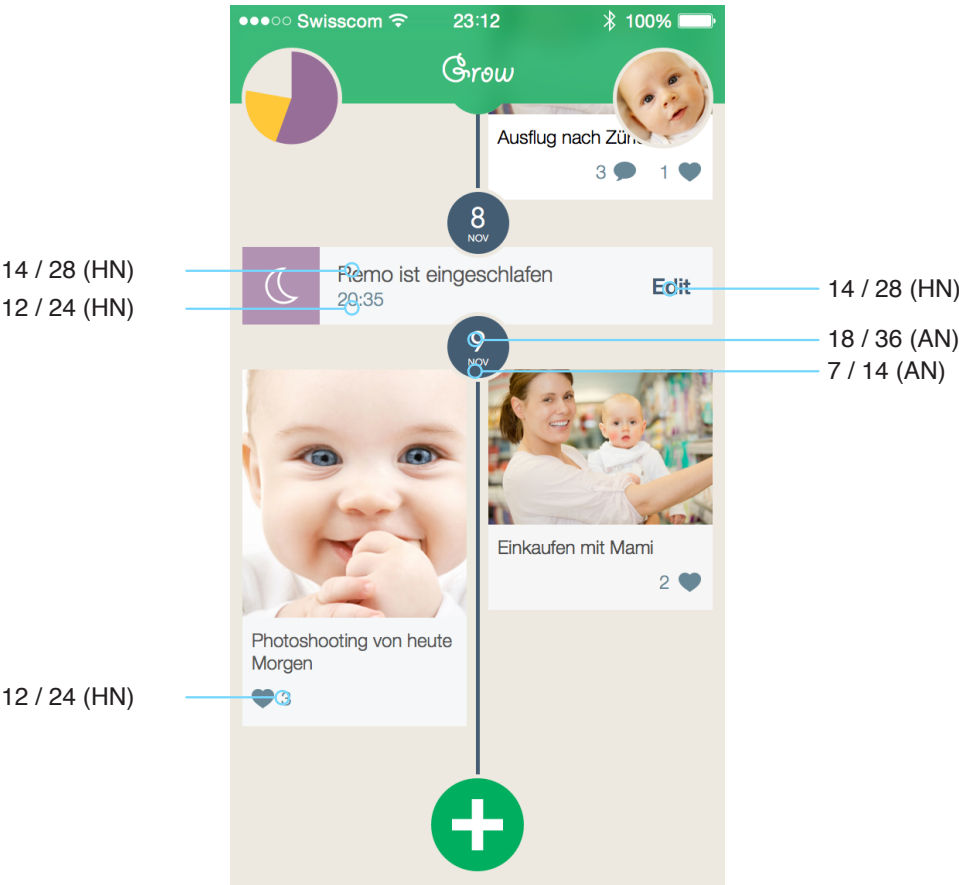 Swisscom 23:12 100%
Grow
Ausflug nach
3 1
8
NOV
14 / 28 (HN)
Remo ist eingeschlafen
Edit
14 / 28 (HN)
12 / 24 (HN)
20:35
9
18 / 36 (AN)
NOV
7 / 14 (AN)
Einkaufen mit Mami
2
Photoshooting von heute
Morgen
12 / 24 (HN)
3